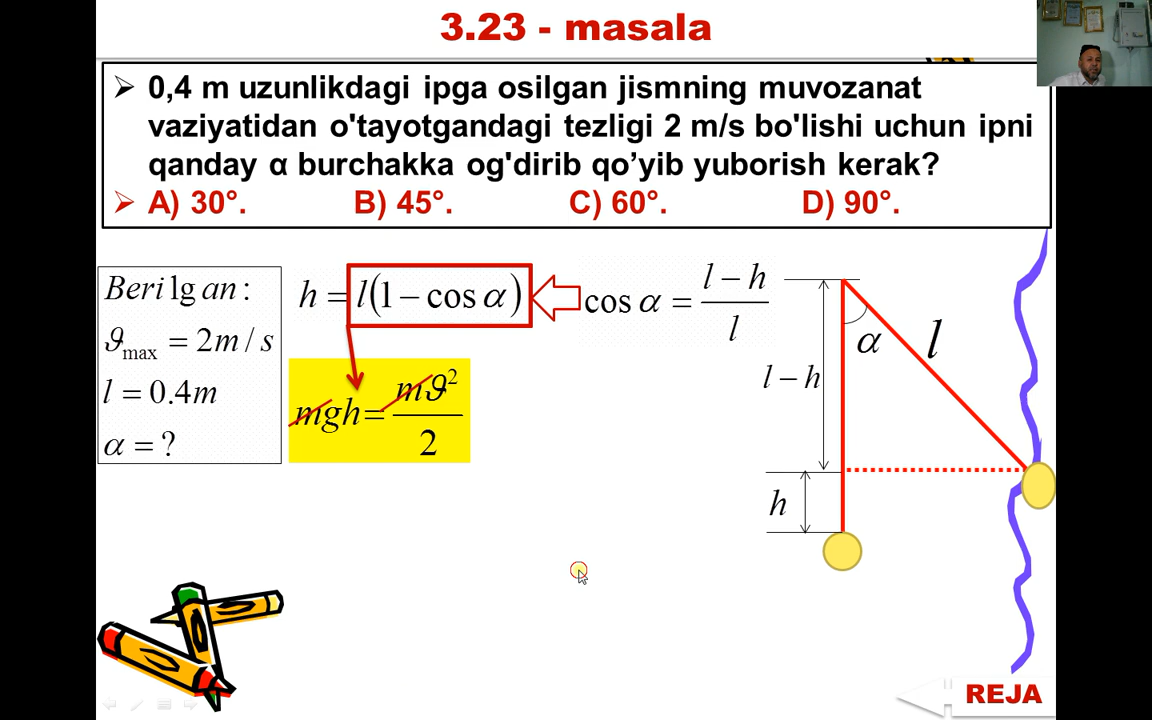 3.23 - masala
➢ 0,4 m uzunlikdagi ipga osilgan jismning muvozanat
vaziyatidan o'tayotgandagi tezligi 2 m/s bo'lishi uchun ipni
qanday α burchakka og'dirib qo’yib yuborish kerak?
➢ A) 30°. B) 45°. C) 60°. D) 90°.
Berilgan:
ϑmax = 2m / s
l = 0.4m
α = ?
h = l(1 − cos α)
cos α = (l − h) / l
mgh = mϑ² / 2
α
l
l − h
h
REJA